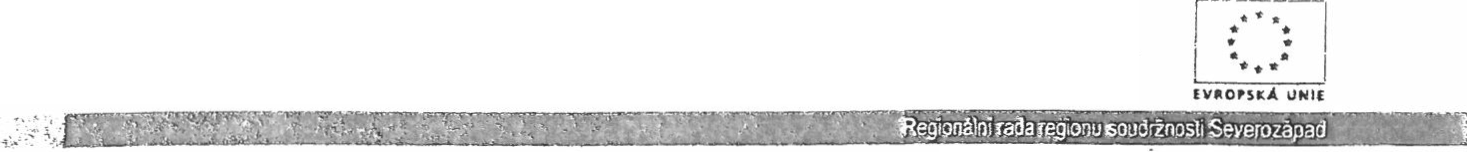 EVROPSKÁ UNIE
Regionální rada regionu soudržnosti Severozápad